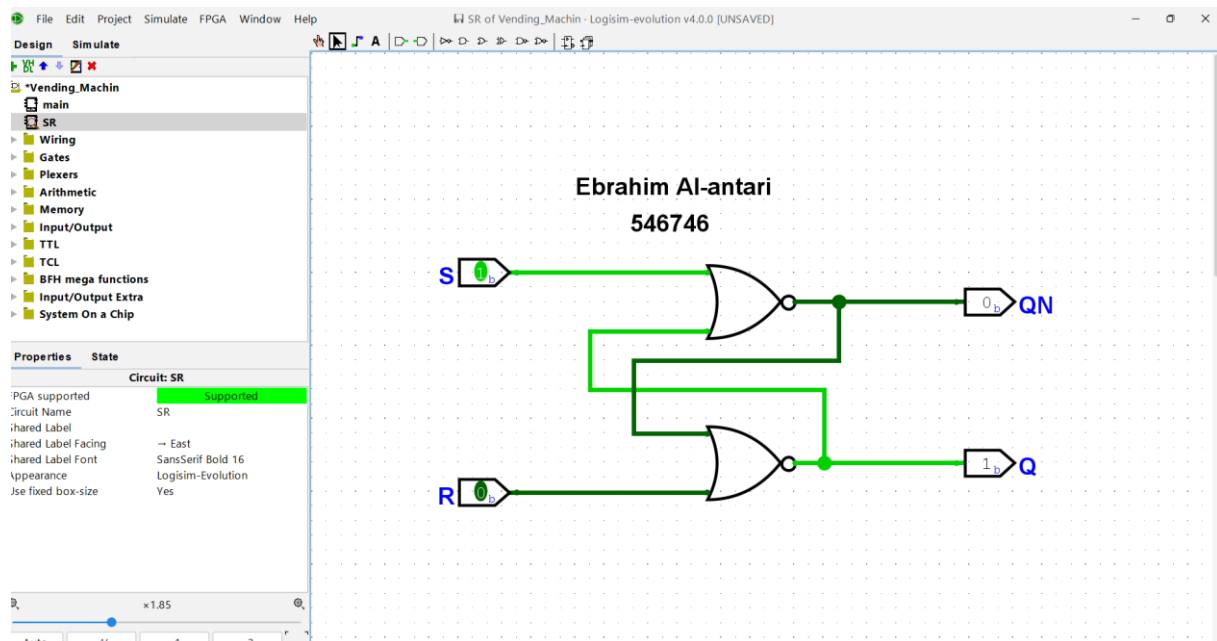 File Edit Project Simulate FPGA Window Help
SR of Vending_Machin · Logisim-evolution v4.0.0 [UNSAVED]
Design Simulate
A
*Vending_Machin
main
SR
Wiring
Gates
Plexers
Arithmetic
Memory
Input/Output
TTL
TCL
BFH mega functions
Input/Output Extra
System On a Chip
Properties State
Circuit: SR
FPGA supported Supported
Circuit Name SR
Shared Label
Shared Label Facing → East
Shared Label Font SansSerif Bold 16
Appearance Logisim-Evolution
Use fixed box-size Yes
×1.85
Ebrahim Al-antari
546746
S 1b
0b QN
1b Q
R 0b